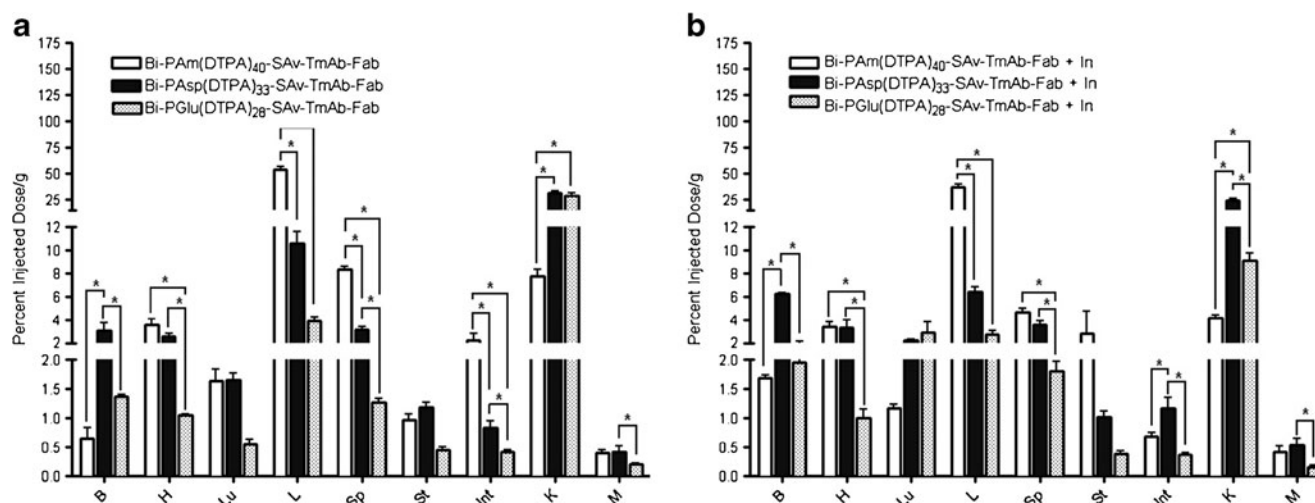 a
Percent Injected Dose/g
175
150
125
100
75
50
25
12
10
8
6
4
2
2.0
1.5
1.0
0.5
0.0
Bi-PAm(DTPA)₄₀-SAv-TmAb-Fab
Bi-PAsp(DTPA)₃₃-SAv-TmAb-Fab
Bi-PGlu(DTPA)₂₈-SAv-TmAb-Fab
* * * * * * * * * * * * * *
B H Lu L Sp St Int K M
b
Percent Injected Dose/g
175
150
125
100
75
50
25
12
10
8
6
4
2
2.0
1.5
1.0
0.5
0.0
Bi-PAm(DTPA)₄₀-SAv-TmAb-Fab + In
Bi-PAsp(DTPA)₃₃-SAv-TmAb-Fab + In
Bi-PGlu(DTPA)₂₈-SAv-TmAb-Fab + In
* * * * * * * * * * * * * *
B H Lu L Sp St Int K M